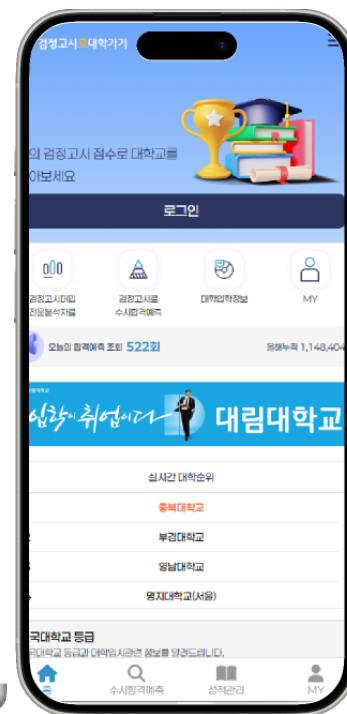 검정고시로대학가기
의 검정고시 점수로 대학교를
아보세요
로그인
검정고시대입
전문분석자료
검정고시로
수시합격예측
대학입학정보
MY
오늘의 합격예측 조회 522회
올해누적 1,148,404
대림대학교
입학이 취업이다
대림대학교
실시간 대학순위
충북대학교
부경대학교
영남대학교
명지대학교(서울)
국대학교 등급
국대학교 등급과 대학입시관련 정보를 알려드립니다.
홈
수시합격예측
성적관리
MY